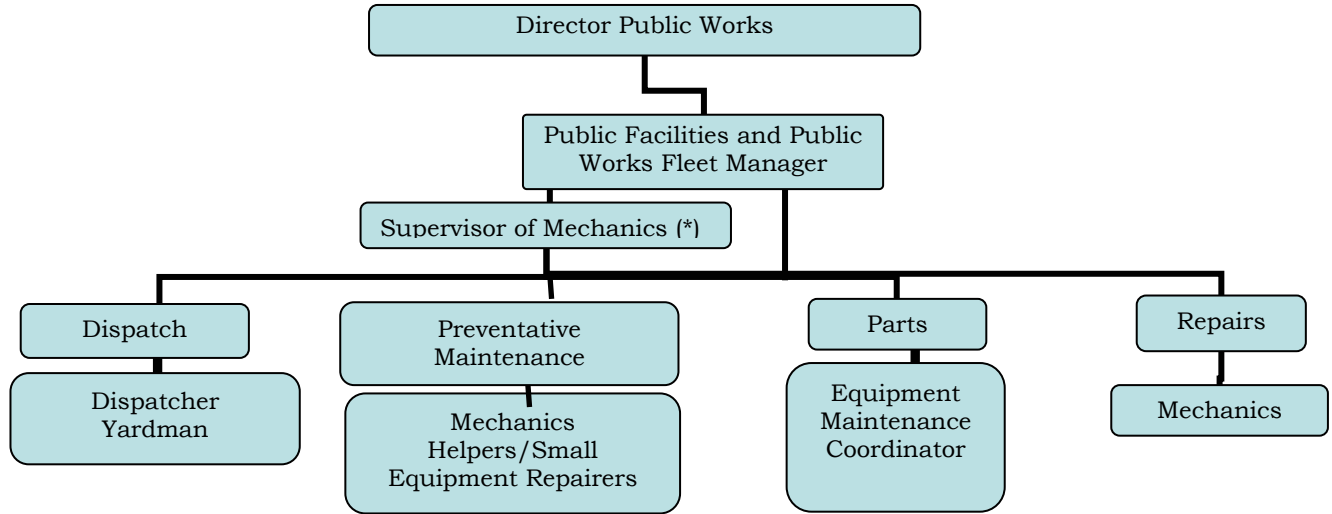 Director Public Works
Public Facilities and Public
Works Fleet Manager
Supervisor of Mechanics (*)
Dispatch
Preventative
Maintenance
Parts
Repairs
Dispatcher
Yardman
Mechanics
Helpers/Small
Equipment Repairers
Equipment
Maintenance
Coordinator
Mechanics